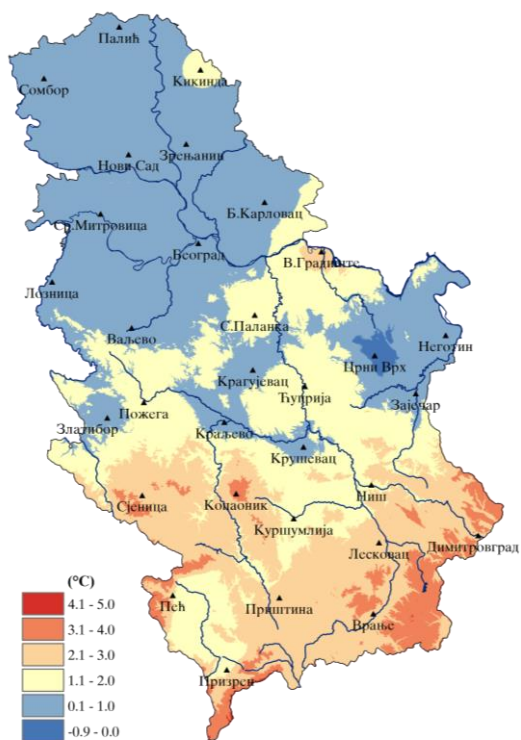 Палић
Кикинда
Сомбор
Зрењанин
Нови Сад
Б.Карловац
Ср.Митровица
Београд
В.Градиште
Лозница
С.Паланка
Ваљево
Неготин
Црни Врх
Крагујевац
Ћуприја
Зајечар
Пожега
Златибор
Краљево
Крушевац
Ниш
Сјеница
Копаоник
Куршумлија
Лесковац
Димитровград
Пећ
Приштина
Врање
Призрен
(°C)
4.1 - 5.0
3.1 - 4.0
2.1 - 3.0
1.1 - 2.0
0.1 - 1.0
-0.9 - 0.0